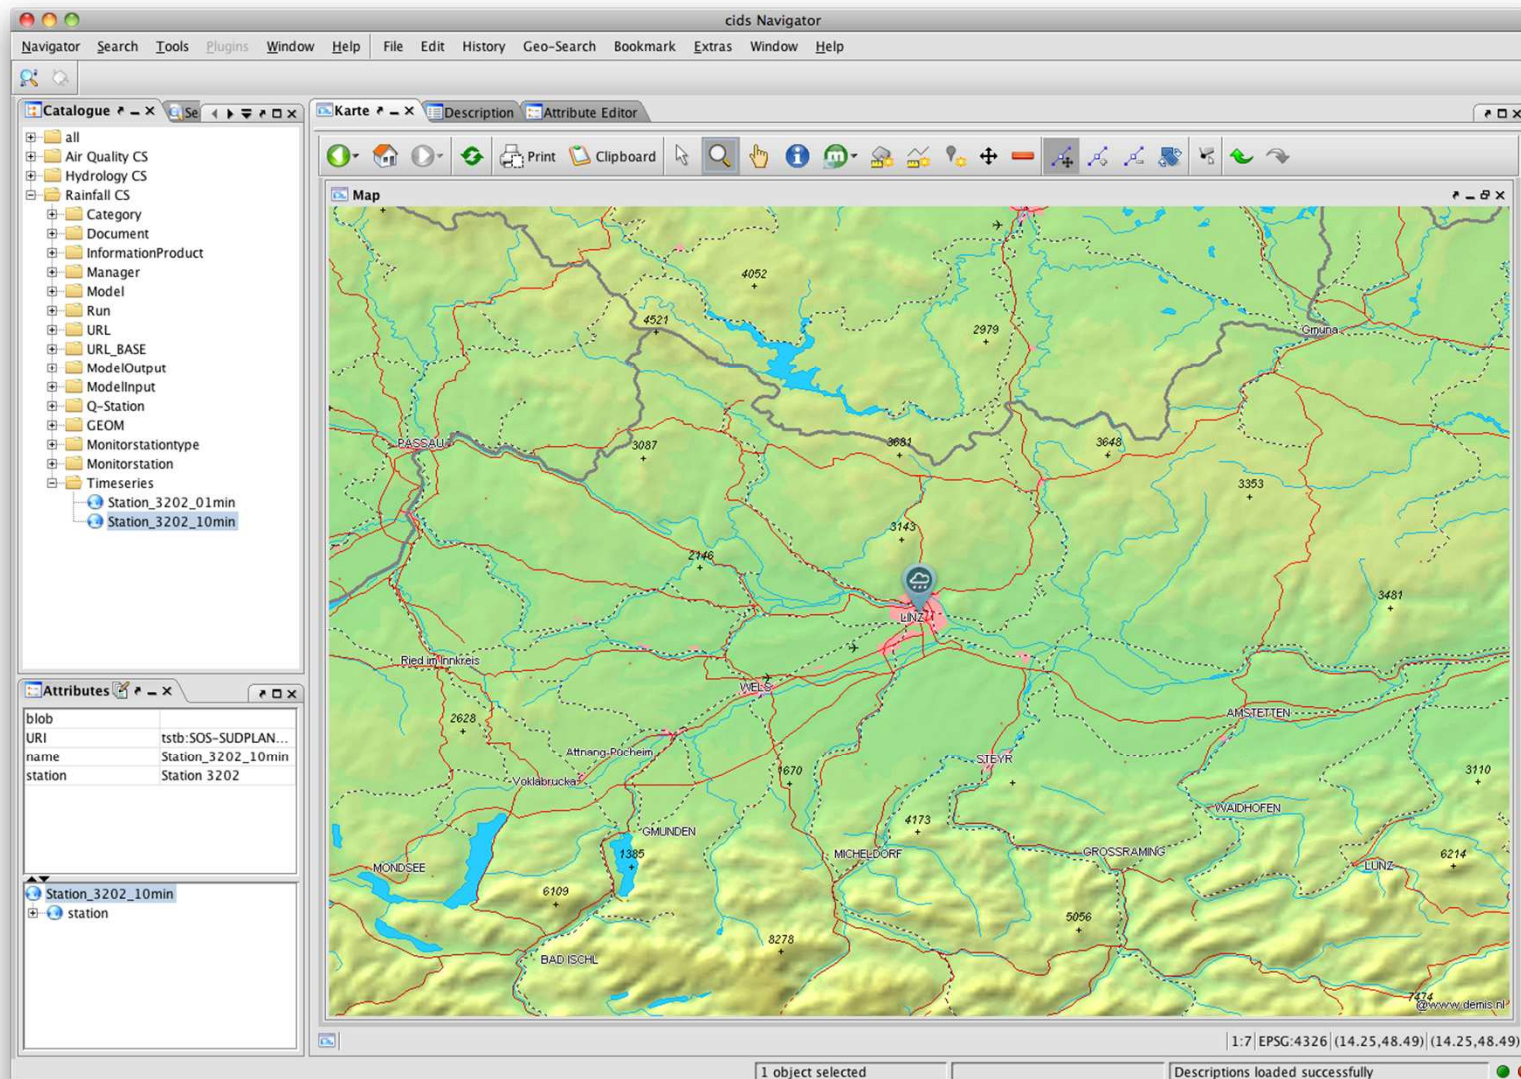 cids Navigator
Navigator Search Tools Plugins Window Help File Edit History Geo-Search Bookmark Extras Window Help
Catalogue Se
Karte Description Attribute Editor
all
Air Quality CS
Hydrology CS
Rainfall CS
Category
Document
InformationProduct
Manager
Model
Run
URL
URL_BASE
ModelOutput
ModelInput
Q-Station
GEOM
Monitorstationtype
Monitorstation
Timeseries
Station_3202_01min
Station_3202_10min
Attributes
blob
URI tstb:SOS-SUDPLAN...
name Station_3202_10min
station Station 3202
Station_3202_10min
station
Print Clipboard
Map
4052
4521
2979
Gmuna
PASSAU
3087
3681
3648
3353
3143
2146
3481
LINZ
Ried im Innkreis
WELS
2628
AMSTETTEN
Attnang-Pucheim
STEYR
1670
Voklabrucka
3110
WAIDHOFEN
4173
GMUNDEN
1385
MICHELDORF
GROSSRAMING
6214
MONDSEE
LUNZ
6109
5056
8278
BAD ISCHL
7474
@www.demis.nl
1:7 EPSG:4326 (14.25,48.49) (14.25,48.49)
1 object selected Descriptions loaded successfully